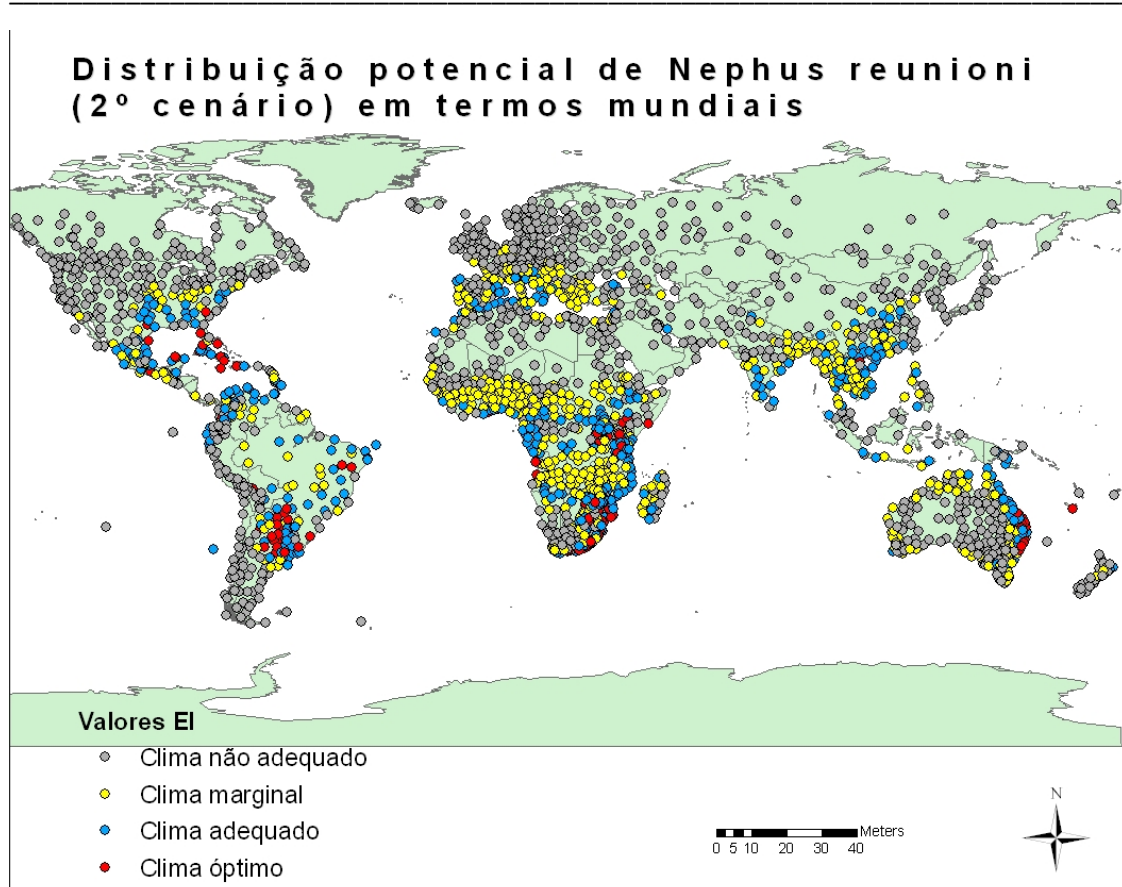 Distribuição potencial de Nephus reunioni
(2º cenário) em termos mundiais
Valores EI
Clima não adequado
Clima marginal
Clima adequado
Clima óptimo
Meters
0 5 10 20 30 40
N